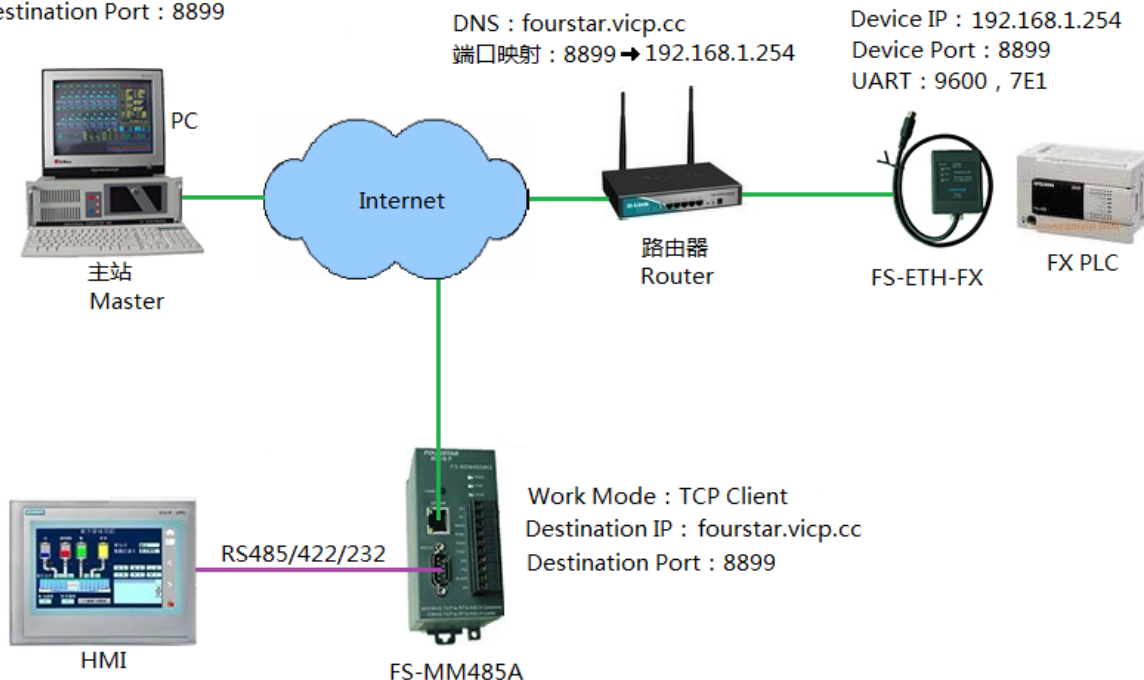 estination Port：8899
DNS：fourstar.vicp.cc
端口映射：8899→192.168.1.254
Device IP：192.168.1.254
Device Port：8899
UART：9600，7E1
PC
Internet
D-Link
主站
Master
路由器
Router
FS-ETH-FX
FX PLC
Work Mode：TCP Client
Destination IP：fourstar.vicp.cc
Destination Port：8899
RS485/422/232
HMI
FS-MM485A